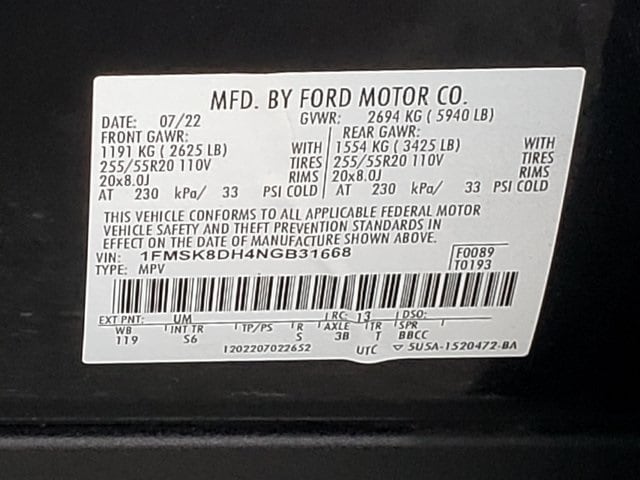 MFD. BY FORD MOTOR CO.
DATE: 07/22 GVWR: 2694 KG ( 5940 LB)
FRONT GAWR: REAR GAWR:
1191 KG ( 2625 LB) WITH 1554 KG ( 3425 LB) WITH
255/55R20 110V TIRES 255/55R20 110V TIRES
20x8.0J RIMS 20x8.0J RIMS
AT 230 kPa/ 33 PSI COLD AT 230 kPa/ 33 PSI COLD
THIS VEHICLE CONFORMS TO ALL APPLICABLE FEDERAL MOTOR
VEHICLE SAFETY AND THEFT PREVENTION STANDARDS IN
EFFECT ON THE DATE OF MANUFACTURE SHOWN ABOVE.
VIN: 1FMSK8DH4NGB31668 F0089
TYPE: MPV T0193
EXT PNT: UM RC: 13 DSO:
WB INT TR TP/PS R AXLE TR SPR
119 S6 S 3B T BBCC
1202207022652 UTC ▽ 5U5A-1520472-BA